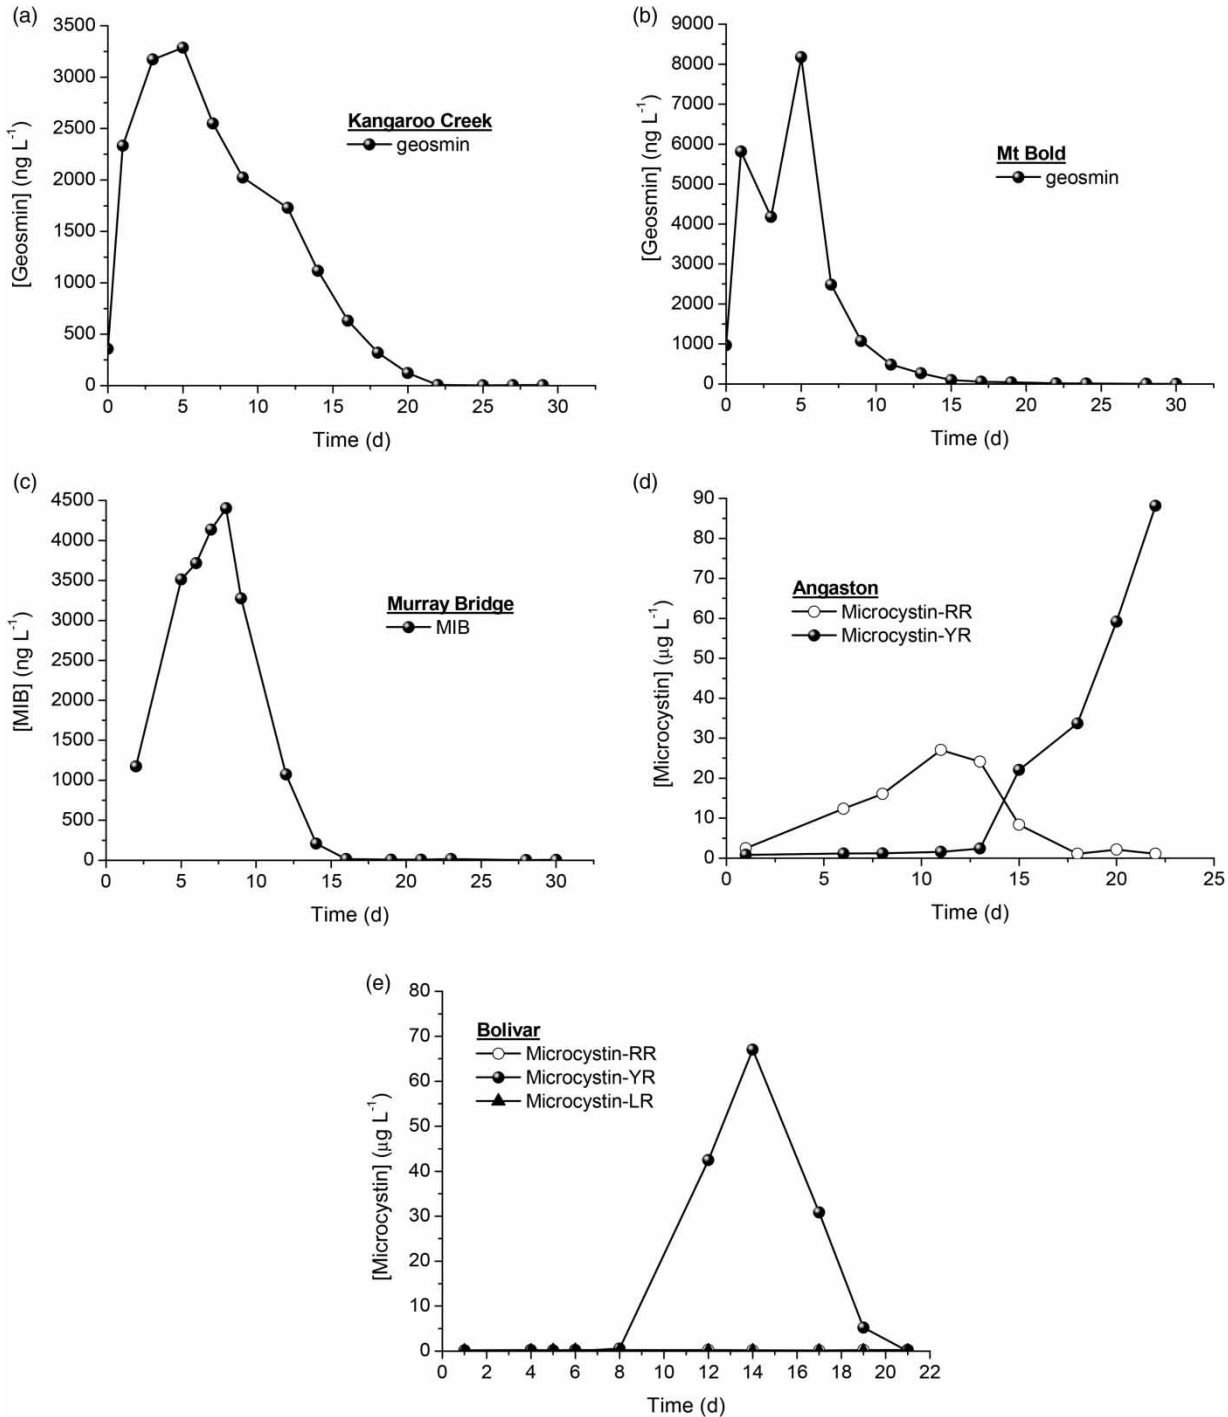 (a)
3500
3000
2500
2000
1500
1000
500
0
[Geosmin] (ng L-1)
Kangaroo Creek
geosmin
0 5 10 15 20 25 30
Time (d)
(b)
9000
8000
7000
6000
5000
4000
3000
2000
1000
0
[Geosmin] (ng L-1)
Mt Bold
geosmin
0 5 10 15 20 25 30
Time (d)
(c)
4500
4000
3500
3000
2500
2000
1500
1000
500
0
[MIB] (ng L-1)
Murray Bridge
MIB
0 5 10 15 20 25 30
Time (d)
(d)
90
80
70
60
50
40
30
20
10
0
[Microcystin] (μg L-1)
Angaston
Microcystin-RR
Microcystin-YR
0 5 10 15 20 25
Time (d)
(e)
80
70
60
50
40
30
20
10
0
[Microcystin] (μg L-1)
Bolivar
Microcystin-RR
Microcystin-YR
Microcystin-LR
0 2 4 6 8 10 12 14 16 18 20 22
Time (d)